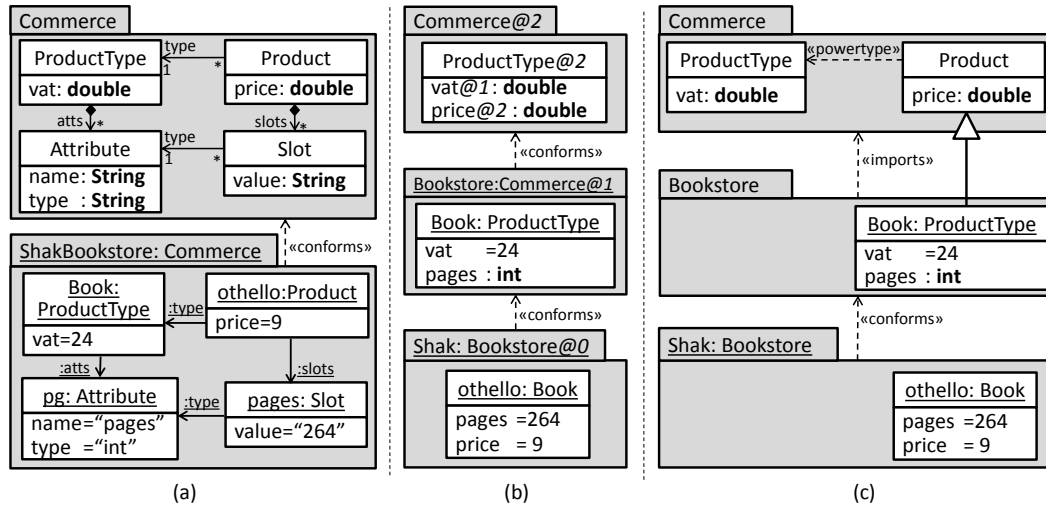 Commerce
ProductType
vat: double
type
1
*
Product
price: double
atts
*
slots
*
Attribute
name: String
type : String
type
1
*
Slot
value: String
«conforms»
ShakBookstore: Commerce
Book:
ProductType
vat=24
:type
othello:Product
price=9
:atts
:slots
pg: Attribute
name="pages"
type ="int"
:type
pages: Slot
value="264"
(a)
Commerce@2
ProductType@2
vat@1: double
price@2 : double
«conforms»
Bookstore:Commerce@1
Book: ProductType
vat =24
pages : int
«conforms»
Shak: Bookstore@0
othello: Book
pages =264
price = 9
(b)
Commerce
ProductType
vat: double
«powertype»
Product
price: double
«imports»
Bookstore
Book: ProductType
vat =24
pages : int
«conforms»
Shak: Bookstore
othello: Book
pages =264
price = 9
(c)